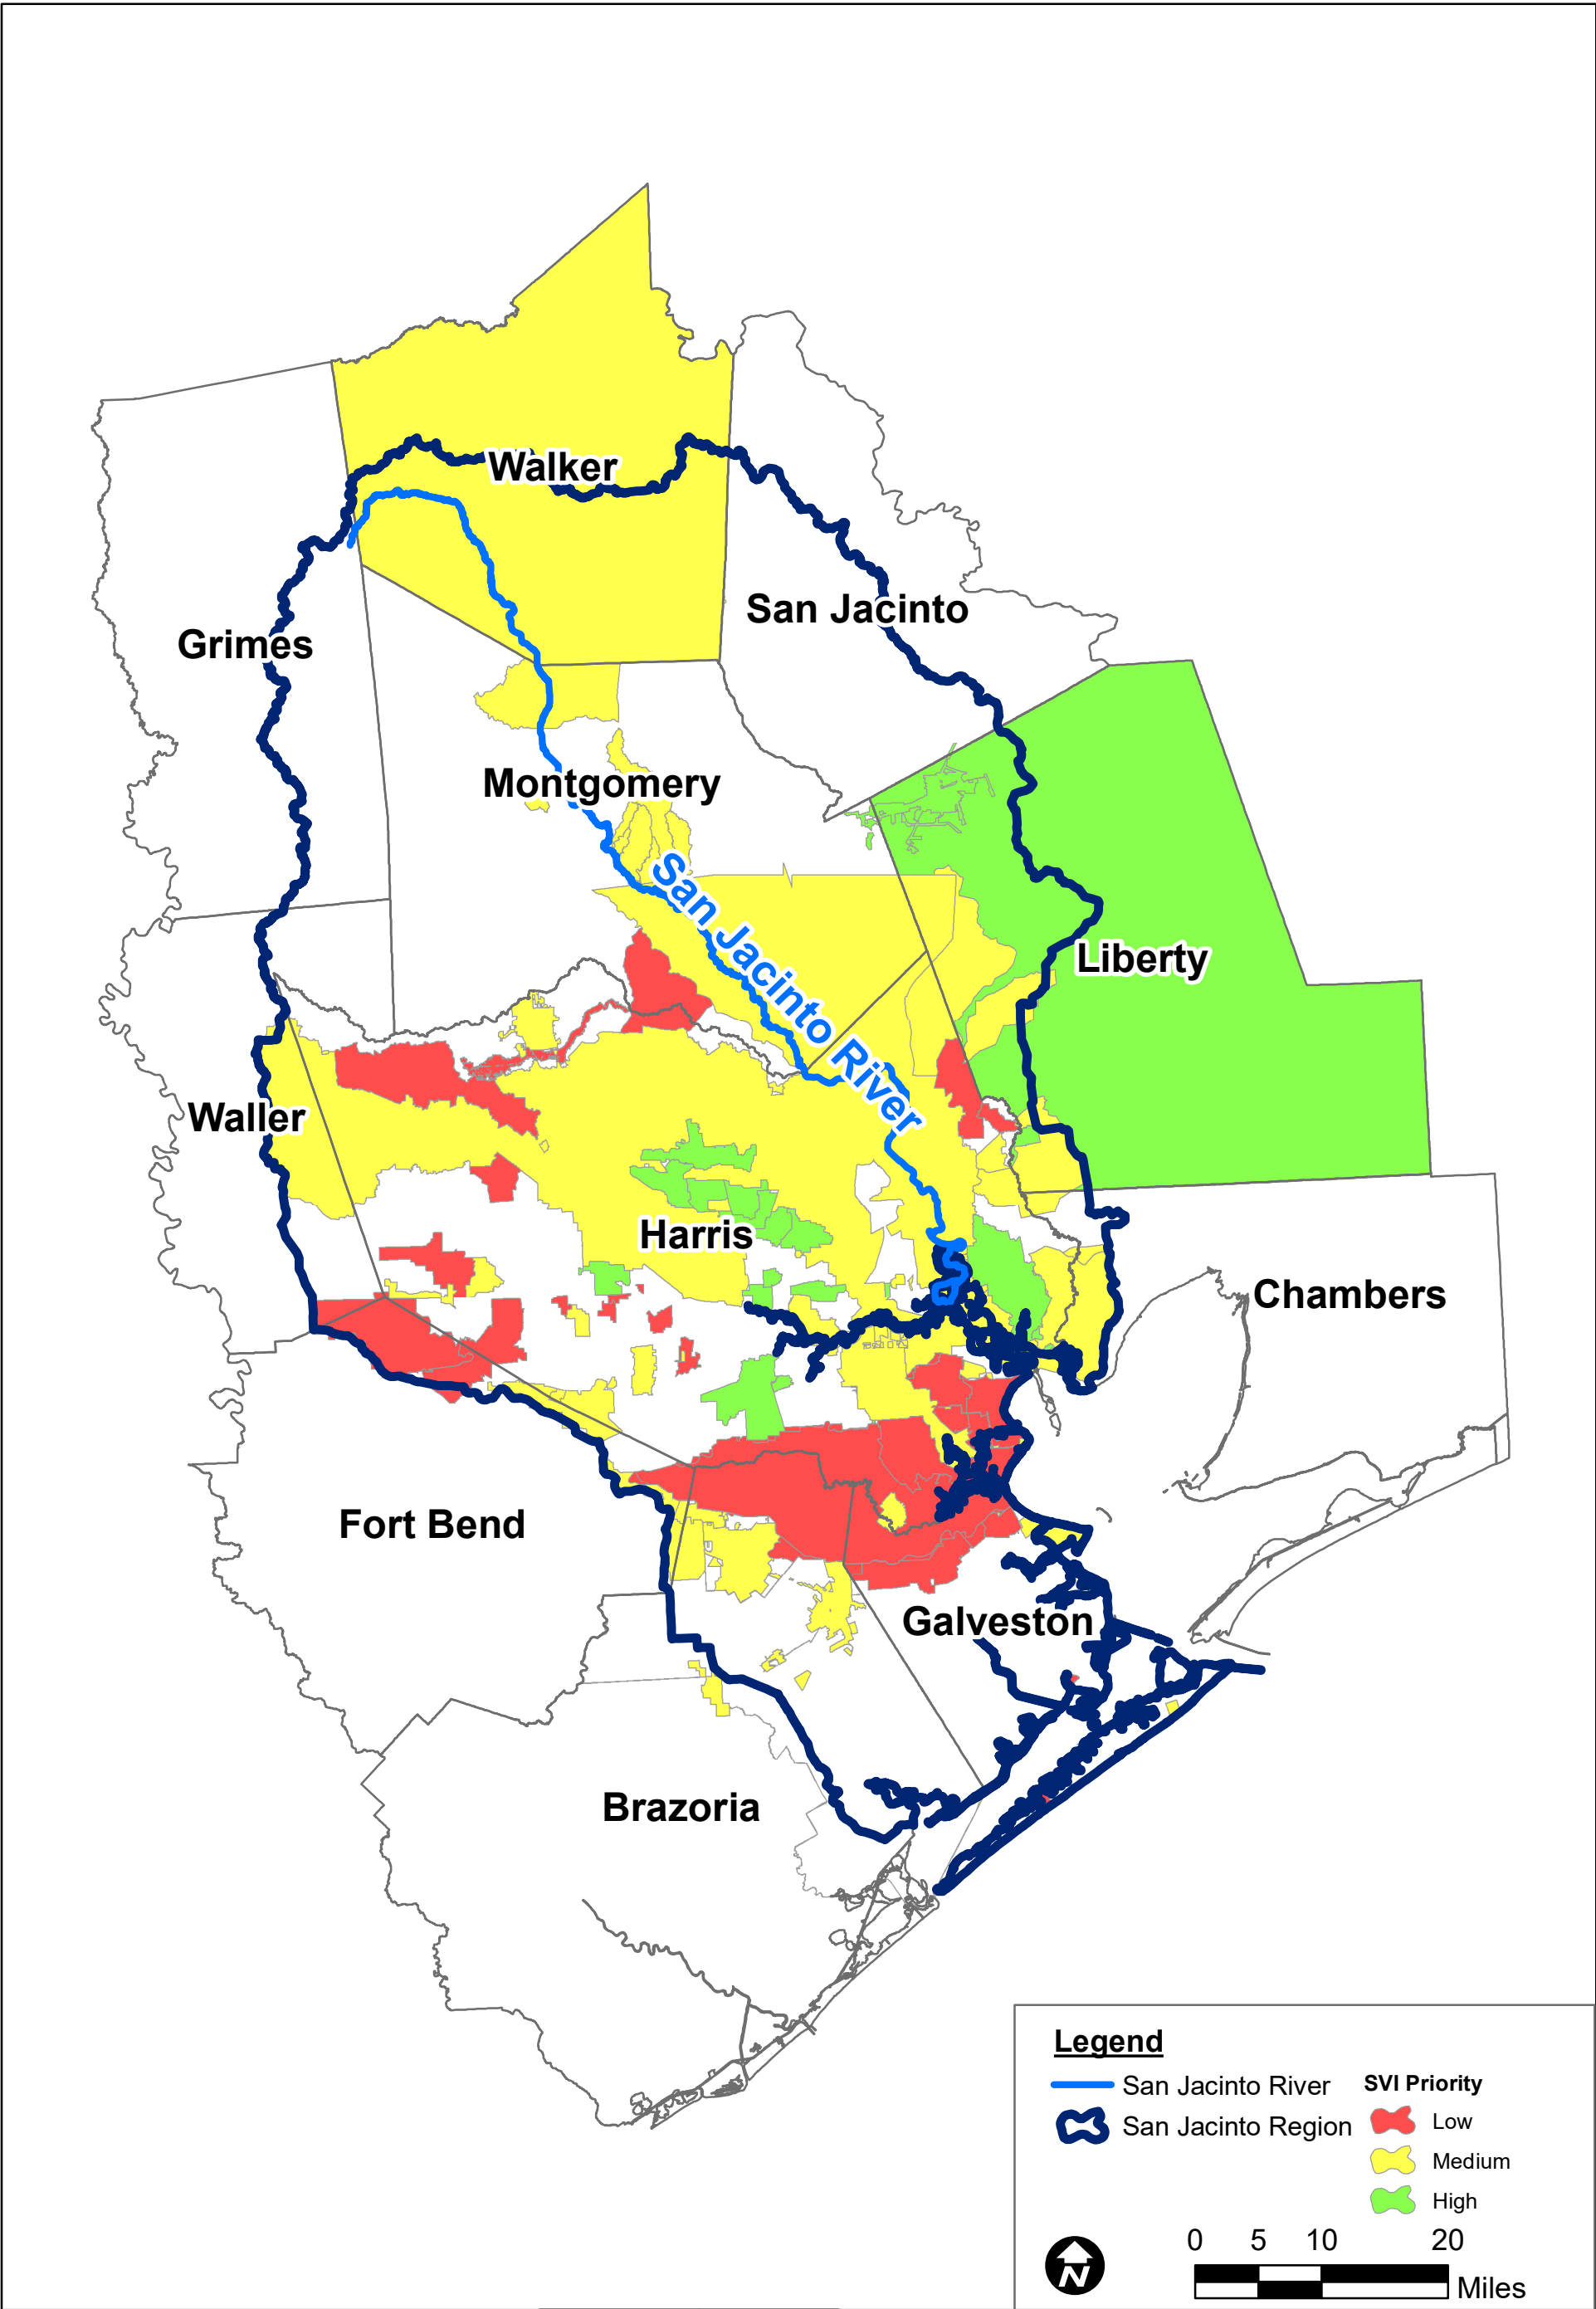 Walker
San Jacinto
Grimes
Montgomery
San Jacinto River
Liberty
Waller
Harris
Chambers
Fort Bend
Galveston
Brazoria
Legend
San Jacinto River
San Jacinto Region
SVI Priority
Low
Medium
High
N
0 5 10 20
Miles